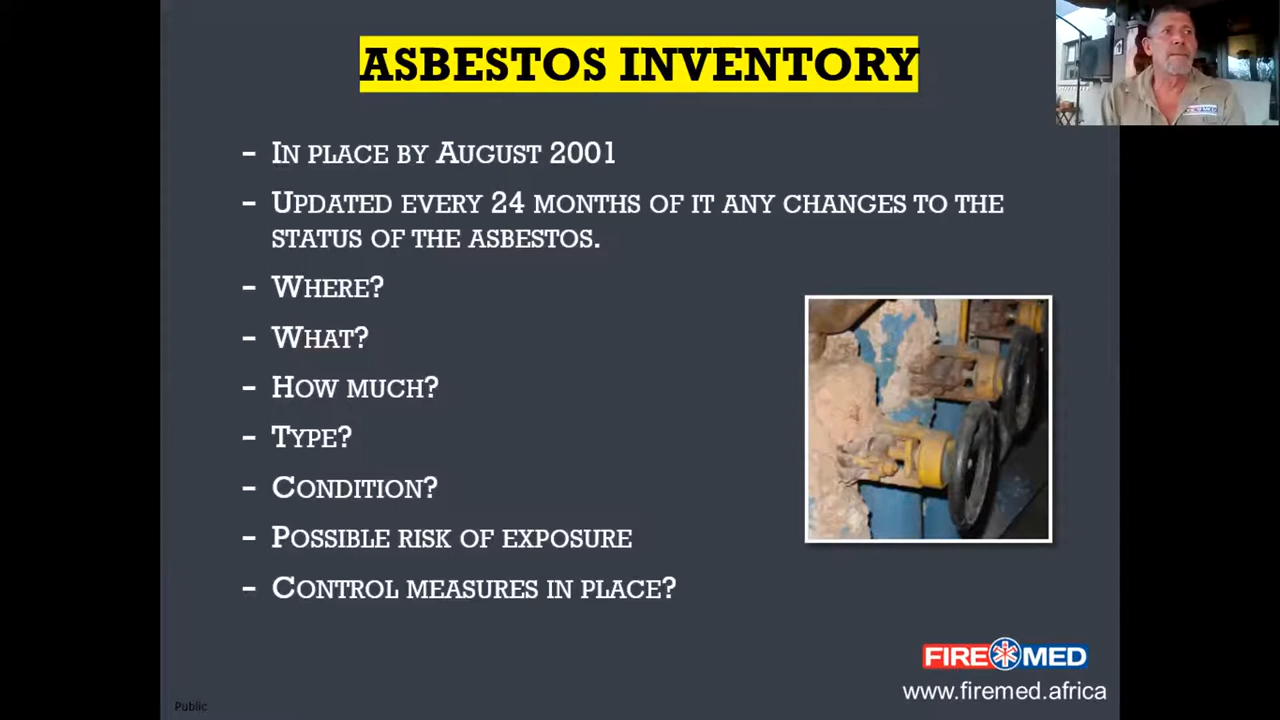 ASBESTOS INVENTORY
- IN PLACE BY AUGUST 2001
- UPDATED EVERY 24 MONTHS OF IT ANY CHANGES TO THE
STATUS OF THE ASBESTOS.
- WHERE?
- WHAT?
- HOW MUCH?
- TYPE?
- CONDITION?
- POSSIBLE RISK OF EXPOSURE
- CONTROL MEASURES IN PLACE?
FIRE MED
www.firemed.africa
Public